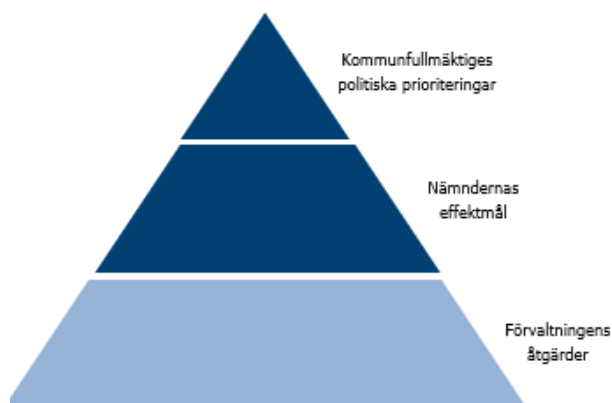 Kommunfullmäktiges
politiska prioriteringar
Nämndernas
effektmål
Förvaltningens
åtgärder